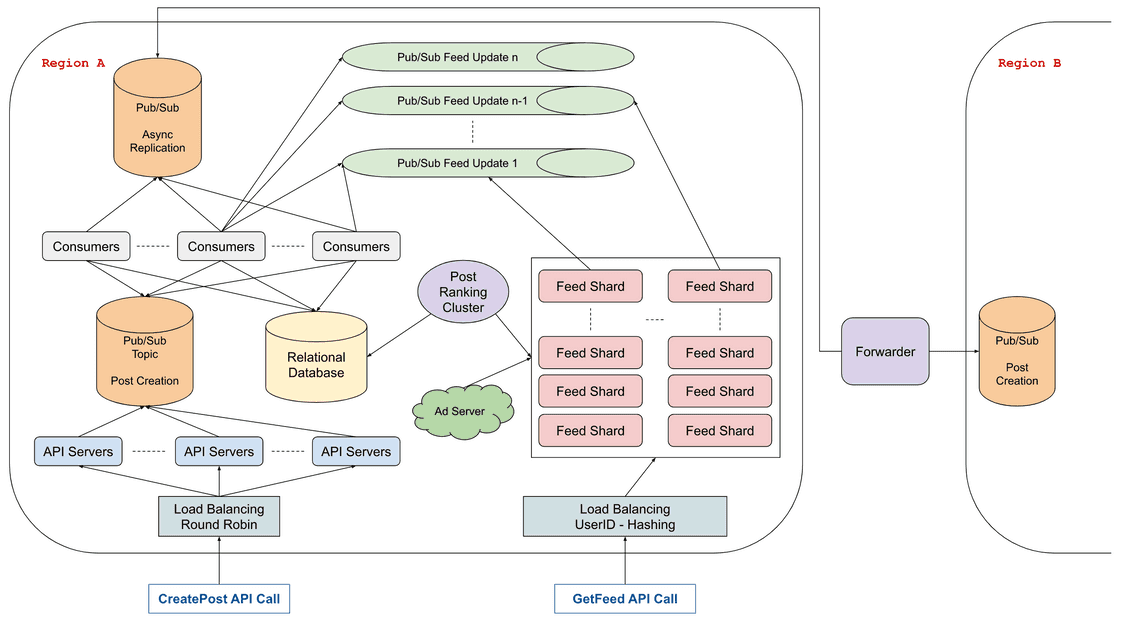 Region A
Region B
Pub/Sub
Async
Replication
Pub/Sub Feed Update n
Pub/Sub Feed Update n-1
Pub/Sub Feed Update 1
Consumers
Consumers
Consumers
Post
Ranking
Cluster
Feed Shard
Feed Shard
Pub/Sub
Topic
Post Creation
Relational
Database
Feed Shard
Feed Shard
Forwarder
Pub/Sub
Post
Creation
Feed Shard
Feed Shard
Ad Server
Feed Shard
Feed Shard
API Servers
API Servers
API Servers
Load Balancing
Round Robin
Load Balancing
UserID - Hashing
CreatePost API Call
GetFeed API Call